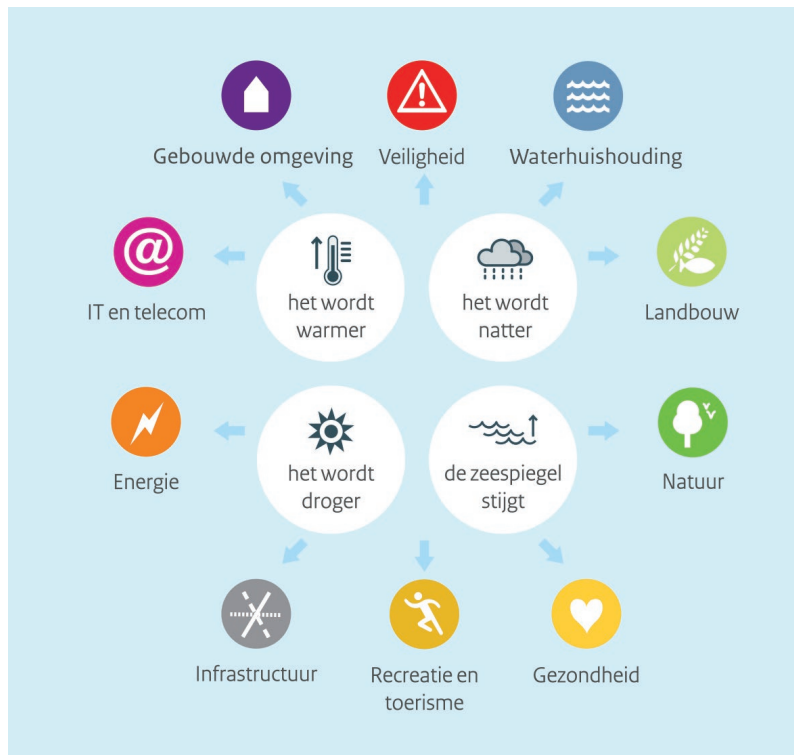 Gebouwde omgeving
Veiligheid
Waterhuishouding
@
IT en telecom
het wordt
warmer
het wordt
natter
Landbouw
Energie
het wordt
droger
de zeespiegel
stijgt
Natuur
Infrastructuur
Recreatie en
toerisme
Gezondheid